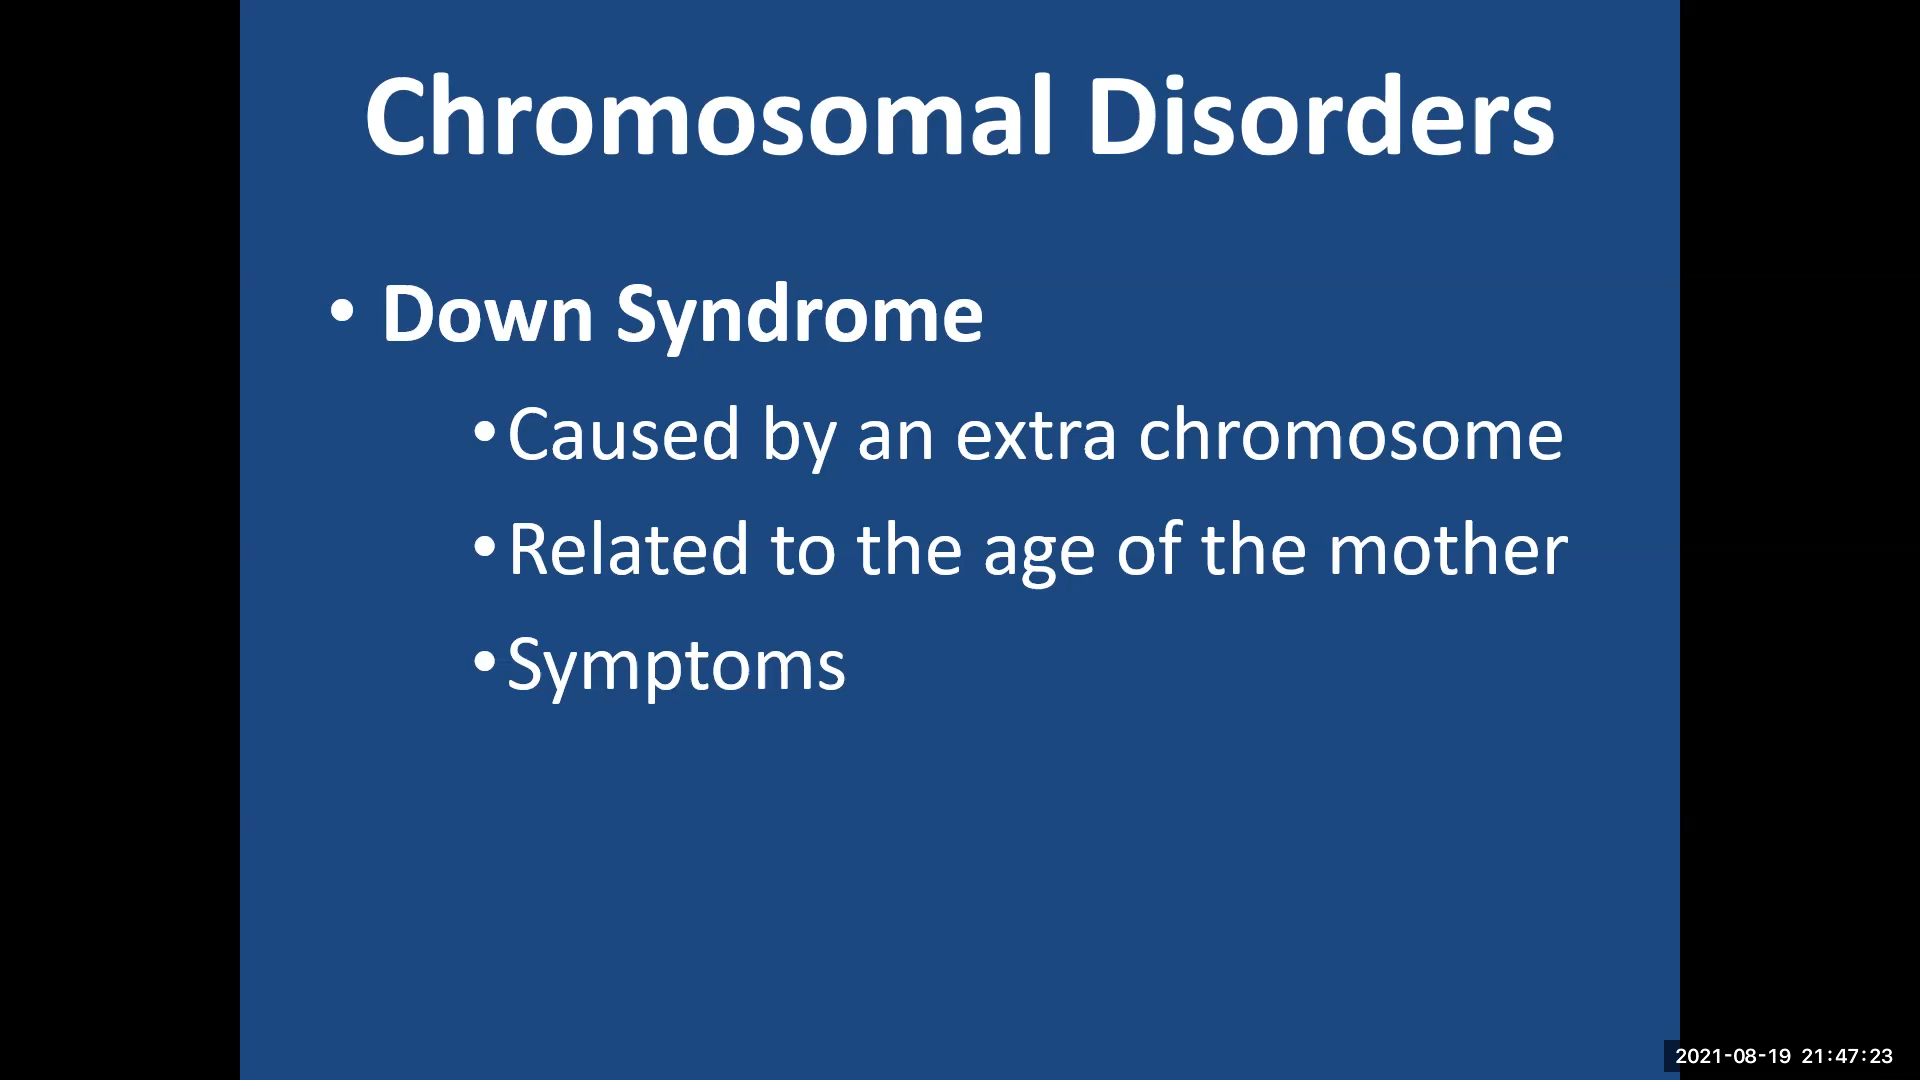 Chromosomal Disorders
• Down Syndrome
• Caused by an extra chromosome
• Related to the age of the mother
• Symptoms
2021-08-19 21:47:23